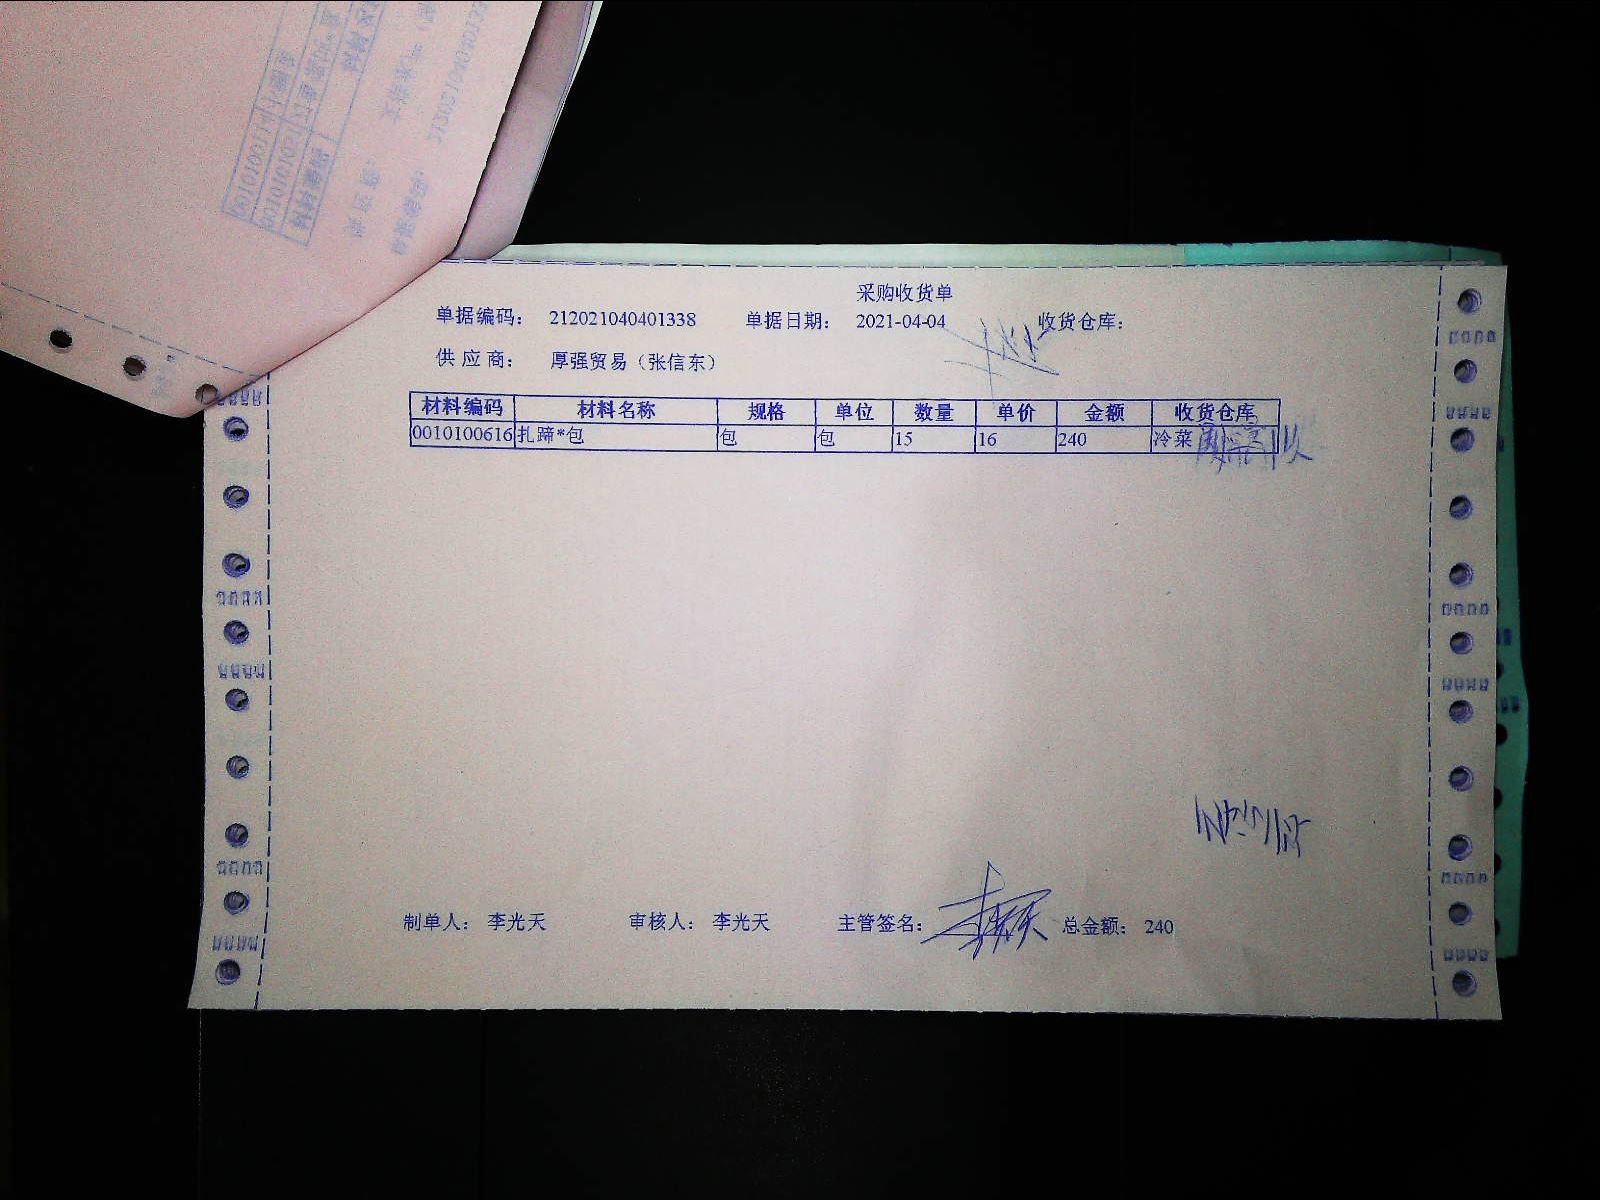 采购收货单
单据编码: 212021040401338 单据日期: 2021-04-04 收货仓库:
供 应 商: 厚强贸易（张信东）
材料编码 材料名称 规格 单位 数量 单价 金额 收货仓库
0010100616 扎蹄*包 包 包 15 16 240 冷菜
制单人: 李光天 审核人: 李光天 主管签名: 总金额: 240